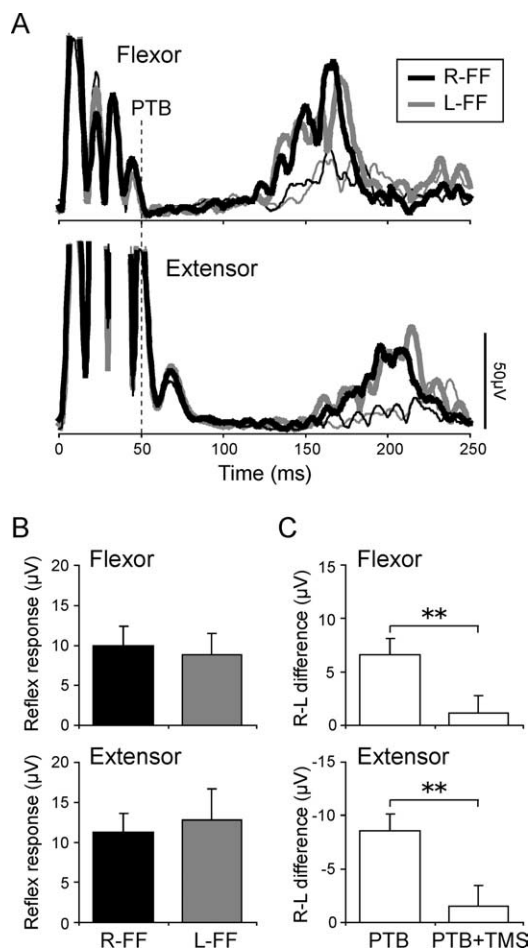 A
Flexor
PTB
R-FF
L-FF
Extensor
50μV
0 50 100 150 200 250
Time (ms)
B
Flexor
Reflex response (μV)
20
15
10
5
0
Extensor
Reflex response (μV)
20
15
10
5
0
R-FF L-FF
C
Flexor
R-L difference (μV)
15
10
5
0
**
Extensor
R-L difference (μV)
-15
-10
-5
0
**
PTB PTB+TMS